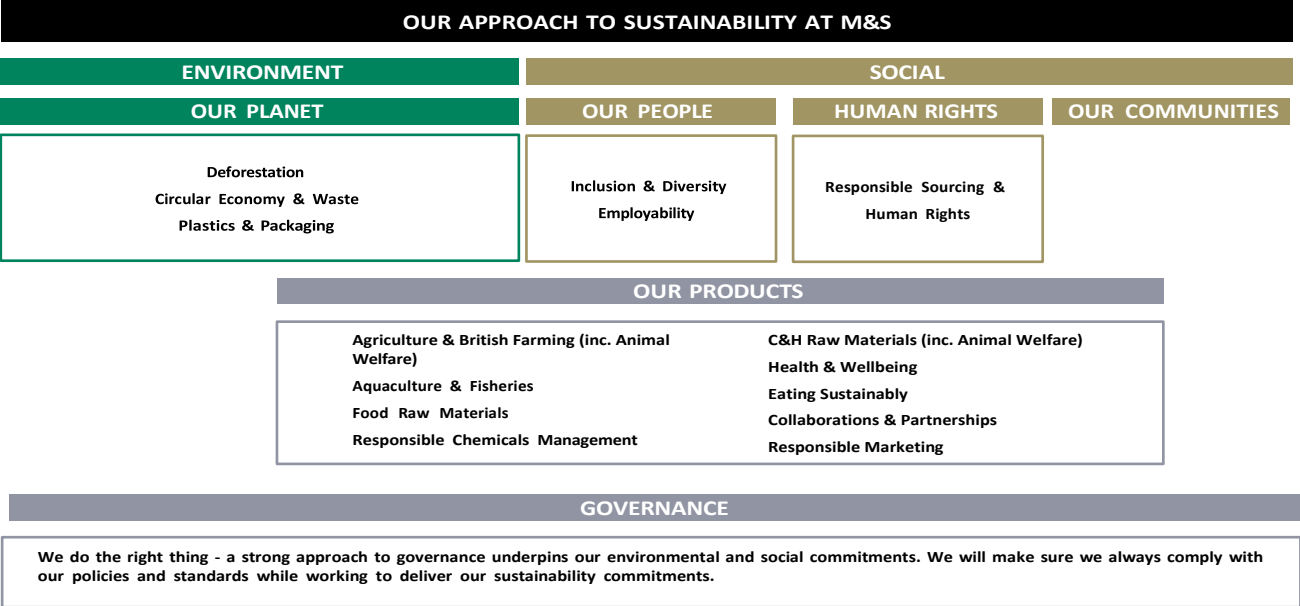 OUR APPROACH TO SUSTAINABILITY AT M&S
ENVIRONMENT
SOCIAL
OUR PLANET
OUR PEOPLE
HUMAN RIGHTS
OUR COMMUNITIES
Deforestation
Circular Economy & Waste
Plastics & Packaging
Inclusion & Diversity
Employability
Responsible Sourcing &
Human Rights
OUR PRODUCTS
Agriculture & British Farming (inc. Animal
Welfare)
Aquaculture & Fisheries
Food Raw Materials
Responsible Chemicals Management
C&H Raw Materials (inc. Animal Welfare)
Health & Wellbeing
Eating Sustainably
Collaborations & Partnerships
Responsible Marketing
GOVERNANCE
We do the right thing - a strong approach to governance underpins our environmental and social commitments. We will make sure we always comply with
our policies and standards while working to deliver our sustainability commitments.